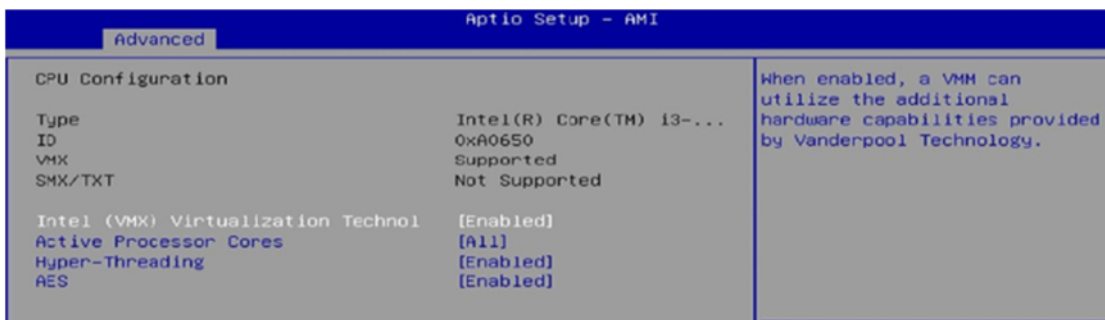 Aptio Setup - AMI
Advanced
CPU Configuration
Type Intel(R) Core(TM) i3-...
ID 0xA0650
VMX Supported
SMX/TXT Not Supported
Intel (VMX) Virtualization Technol [Enabled]
Active Processor Cores [All]
Hyper-Threading [Enabled]
AES [Enabled]
When enabled, a VMM can
utilize the additional
hardware capabilities provided
by Vanderpool Technology.